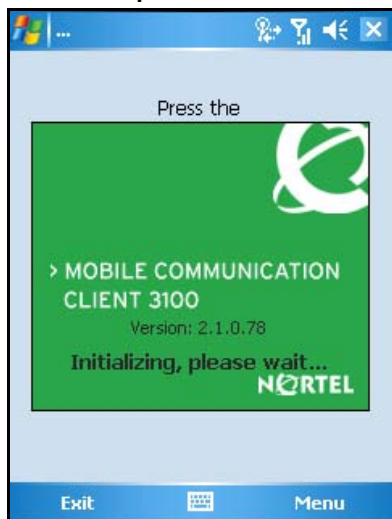 ...
Press the
> MOBILE COMMUNICATION
CLIENT 3100
Version: 2.1.0.78
Initializing, please wait...
NORTEL
Exit
Menu